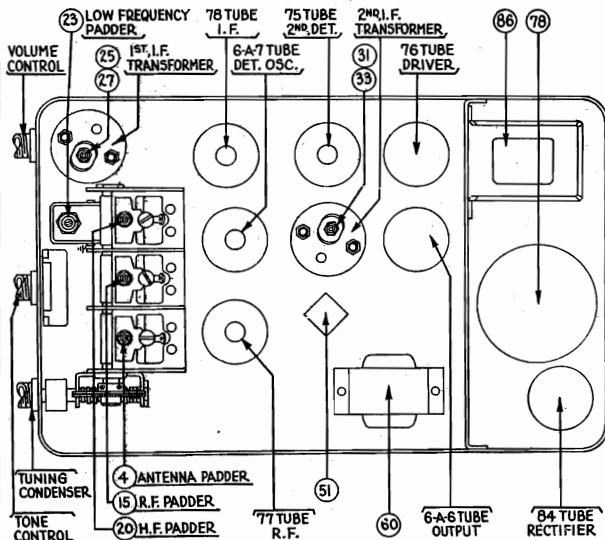 23 LOW FREQUENCY
PADDER
78 TUBE
I.F.
75 TUBE
2ND. DET.
2ND. I.F.
TRANSFORMER
86
78
VOLUME
CONTROL
25
27
1ST. I.F.
TRANSFORMER
6-A-7 TUBE
DET. OSC.
31
33
76 TUBE
DRIVER
TUNING
CONDENSER
TONE
CONTROL
4 ANTENNA PADDER
15 R.F. PADDER
20 H.F. PADDER
77 TUBE
R.F.
51
60
6-A-6 TUBE
OUTPUT
84 TUBE
RECTIFIER